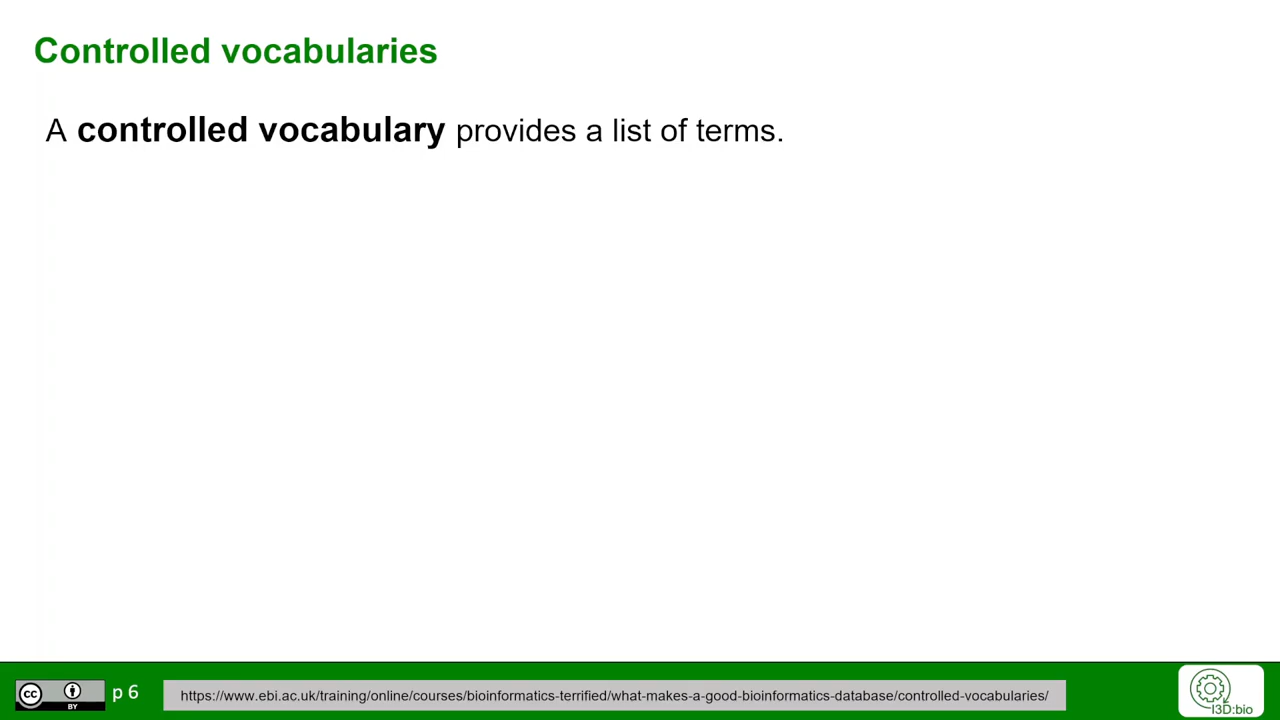 Controlled vocabularies
A controlled vocabulary provides a list of terms.
CC BY p 6
https://www.ebi.ac.uk/training/online/courses/bioinformatics-terrified/what-makes-a-good-bioinformatics-database/controlled-vocabularies/
I3D:bio